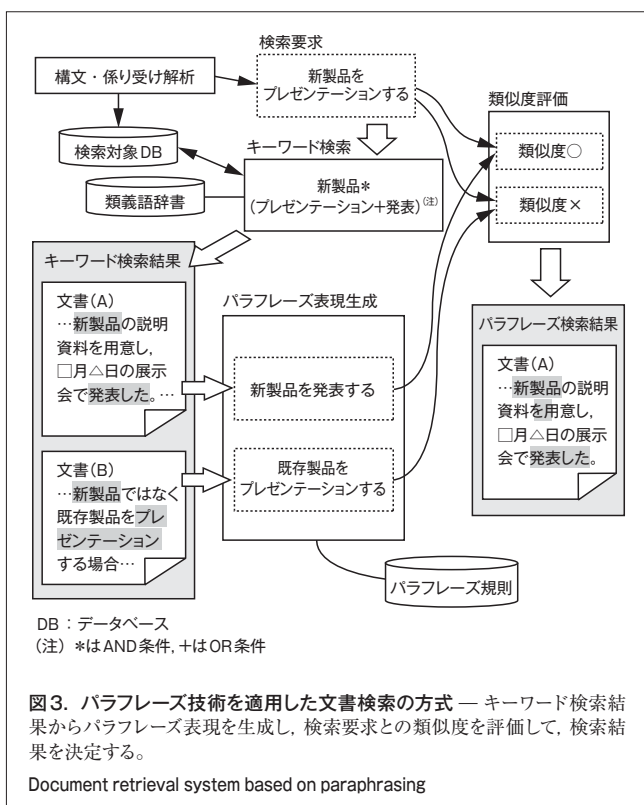 検索要求
構文・係り受け解析
新製品を
プレゼンテーションする
類似度評価
検索対象DB
キーワード検索
類似度○
類義語辞書
新製品*
(プレゼンテーション+発表)(注)
類似度×
キーワード検索結果
文書(A)
…新製品の説明
資料を用意し,
□月△日の展示
会で発表した。…
文書(B)
…新製品ではなく
既存製品をプレ
ゼンテーション
する場合…
パラフレーズ表現生成
新製品を発表する
既存製品を
プレゼンテーションする
パラフレーズ規則
パラフレーズ検索結果
文書(A)
…新製品の説明
資料を用意し,
□月△日の展示
会で発表した。
DB:データベース
(注) *はAND条件,+はOR条件
図3. パラフレーズ技術を適用した文書検索の方式 — キーワード検索結
果からパラフレーズ表現を生成し, 検索要求との類似度を評価して, 検索結
果を決定する。
Document retrieval system based on paraphrasing